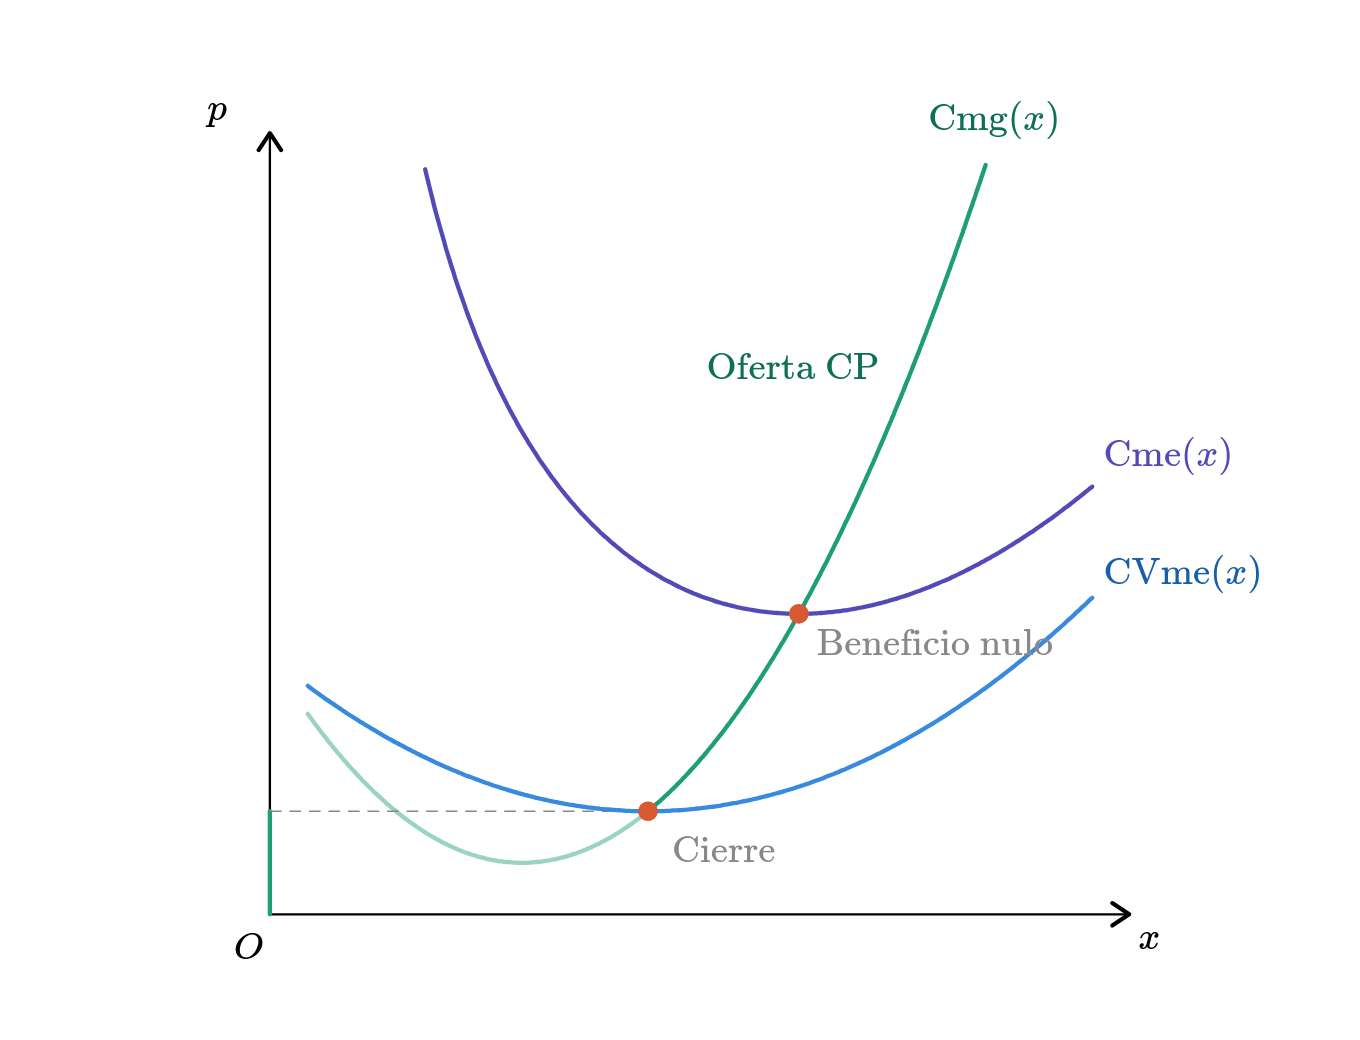 p
Cmg(x)
Oferta CP
Cme(x)
CVme(x)
Beneficio nulo
Cierre
O
x